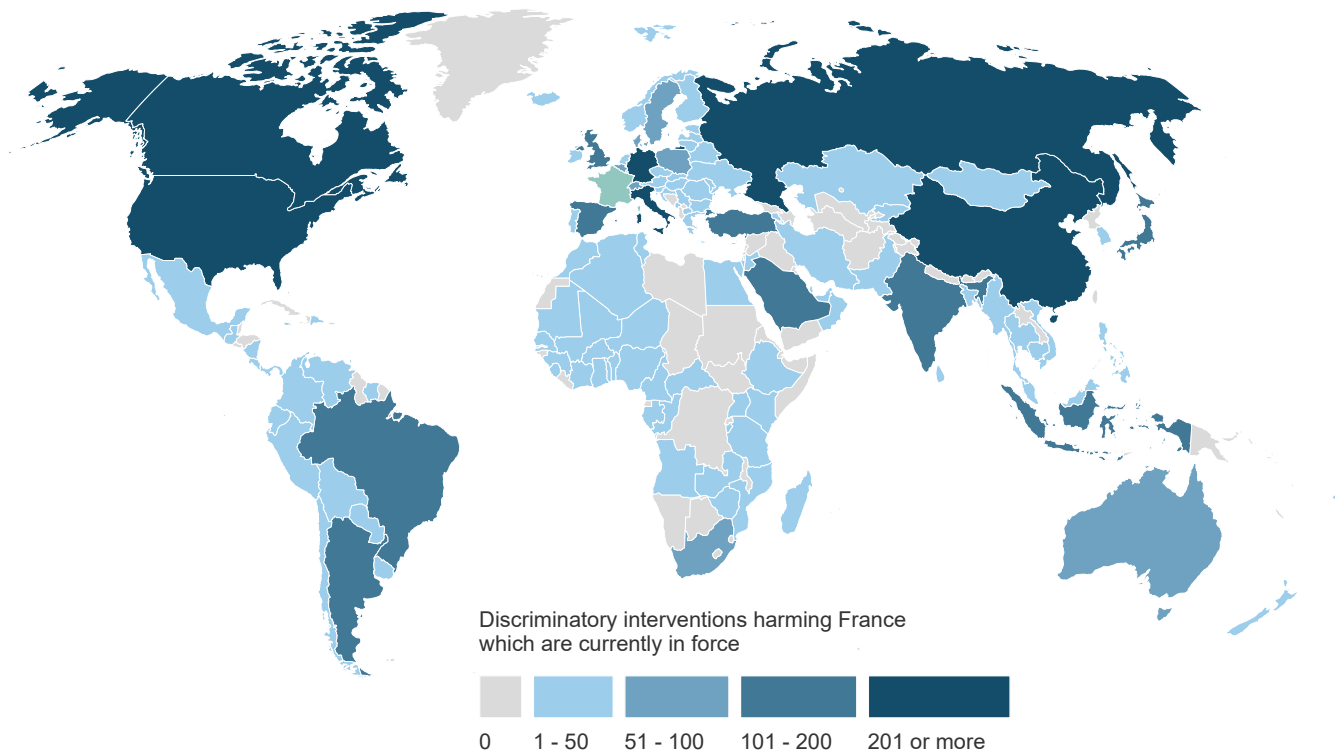 Discriminatory interventions harming France
which are currently in force
0
1 - 50
51 - 100
101 - 200
201 or more